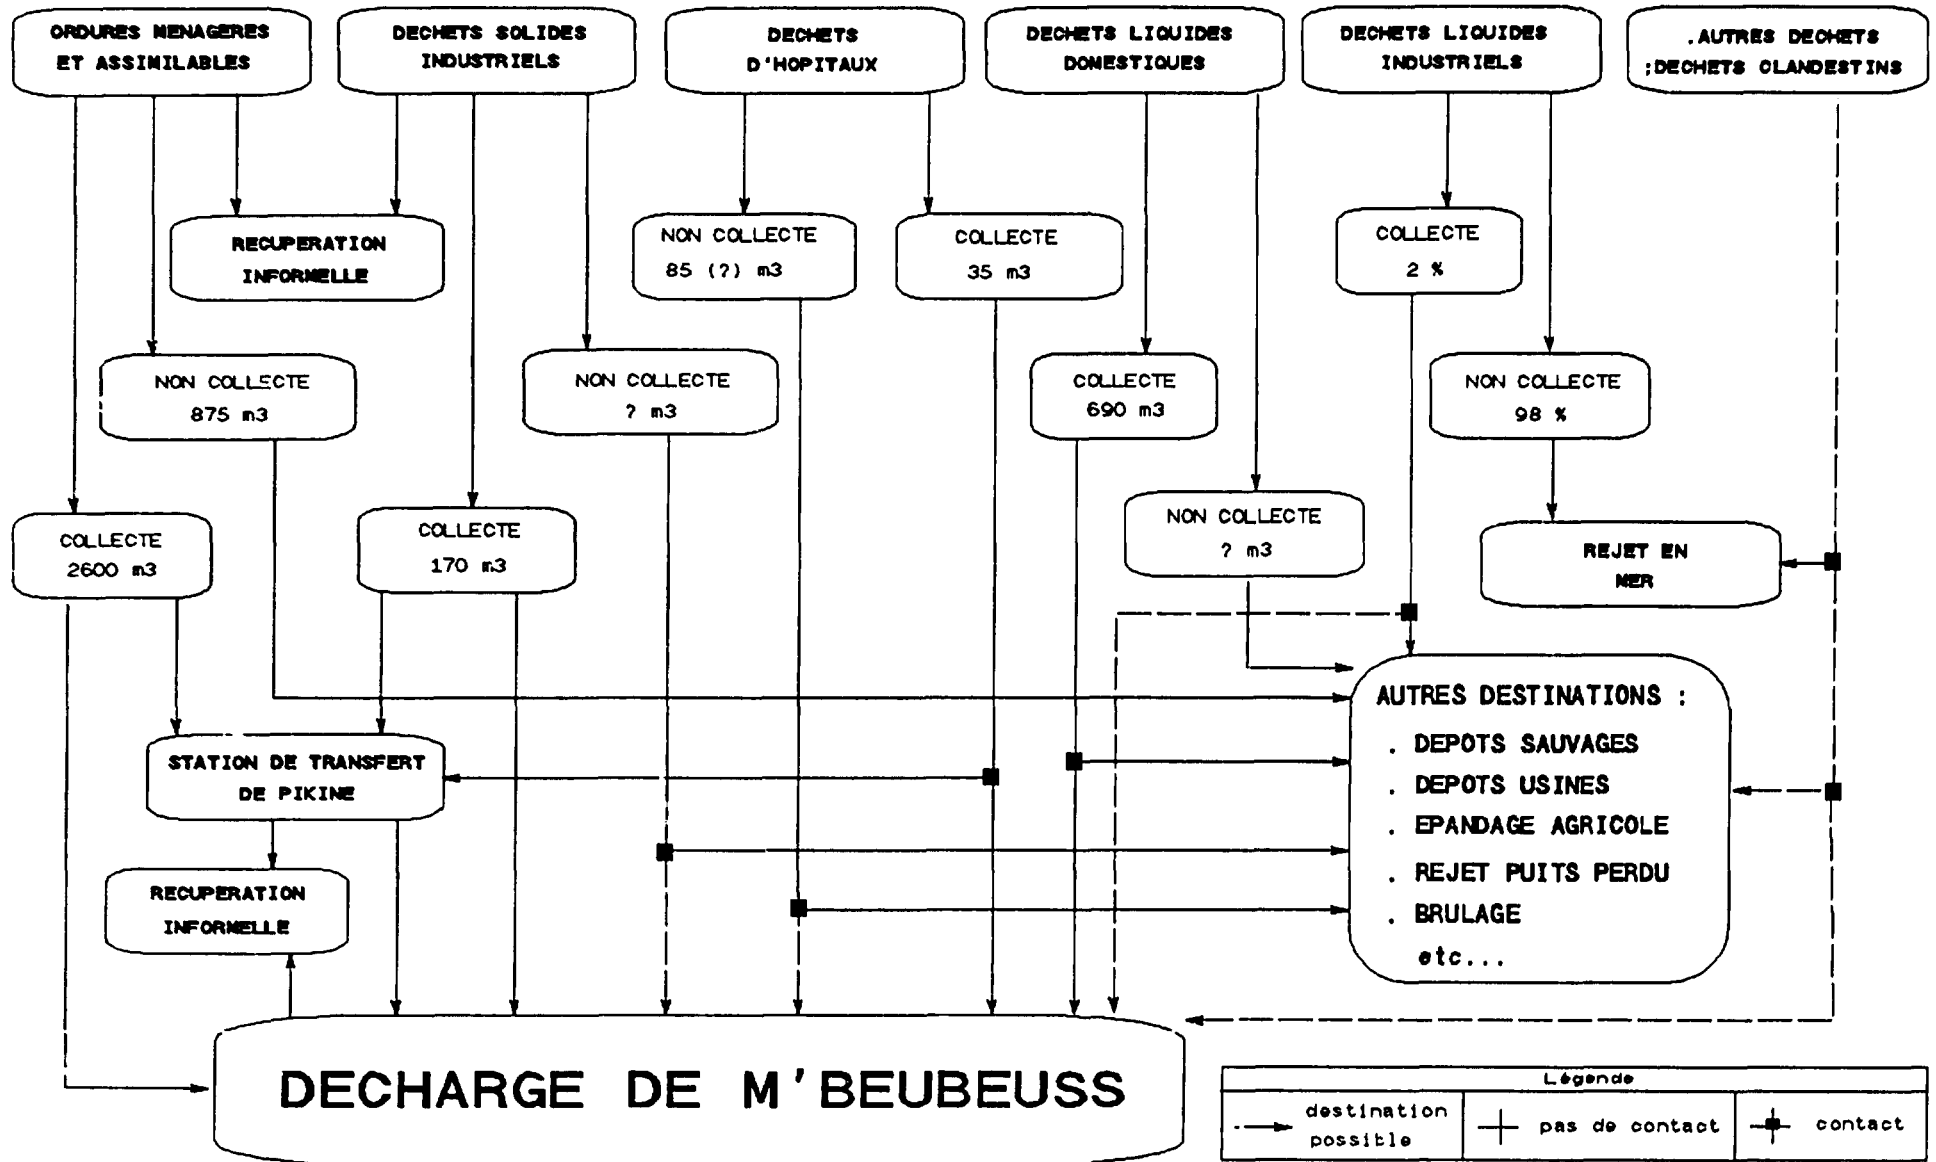 ORDURES MENAGERES
ET ASSIMILABLES
DECHETS SOLIDES
INDUSTRIELS
DECHETS
D'HOPITAUX
DECHETS LIQUIDES
DOMESTIQUES
DECHETS LIQUIDES
INDUSTRIELS
.AUTRES DECHETS
;DECHETS CLANDESTINS
RECUPERATION
INFORMELLE
NON COLLECTE
85 (?) m3
COLLECTE
35 m3
COLLECTE
2 %
NON COLLECTE
875 m3
NON COLLECTE
? m3
COLLECTE
690 m3
NON COLLECTE
98 %
COLLECTE
2600 m3
COLLECTE
170 m3
NON COLLECTE
? m3
REJET EN
MER
STATION DE TRANSFERT
DE PIKINE
AUTRES DESTINATIONS :
. DEPOTS SAUVAGES
. DEPOTS USINES
. EPANDAGE AGRICOLE
. REJET PUITS PERDU
. BRULAGE
etc...
RECUPERATION
INFORMELLE
DECHARGE DE M'BEUBEUSS
Légende
destination
possible
pas de contact
contact